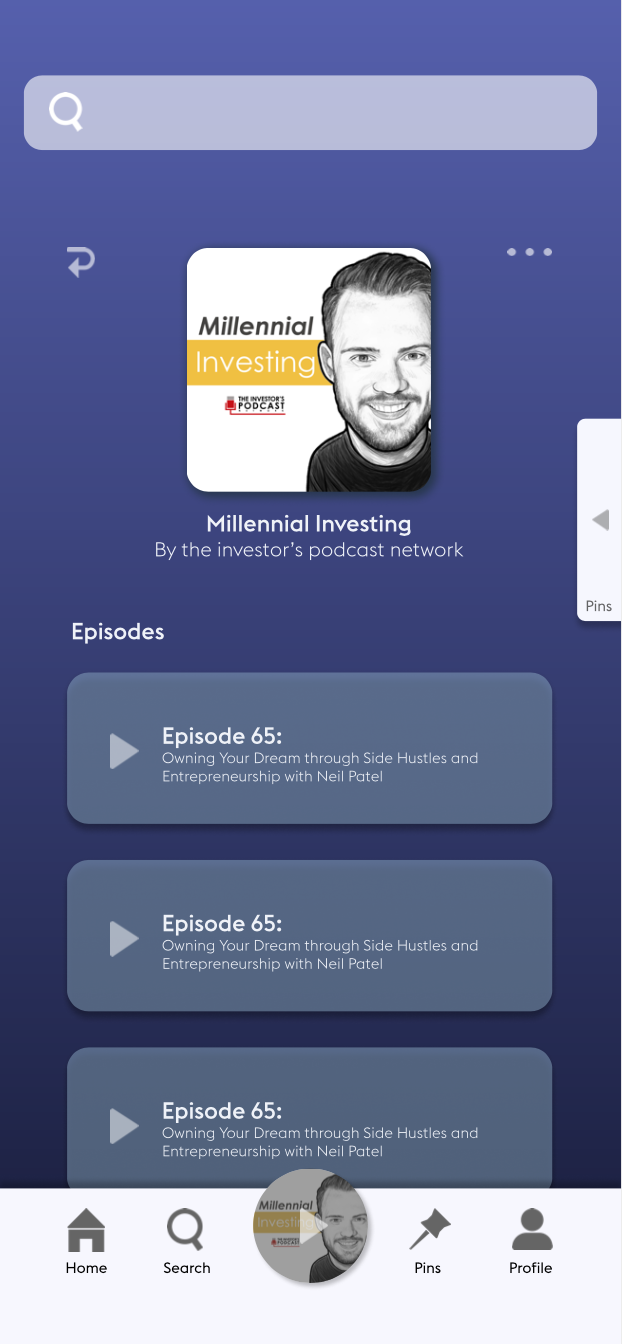 Millennial
Investing
THE INVESTOR'S
PODCAST
Millennial Investing
By the investor's podcast network
Pins
Episodes
Episode 65:
Owning Your Dream through Side Hustles and
Entrepreneurship with Neil Patel
Episode 65:
Owning Your Dream through Side Hustles and
Entrepreneurship with Neil Patel
Episode 65:
Owning Your Dream through Side Hustles and
Entrepreneurship with Neil Patel
Millennial
Investing
Home
Search
Pins
Profile